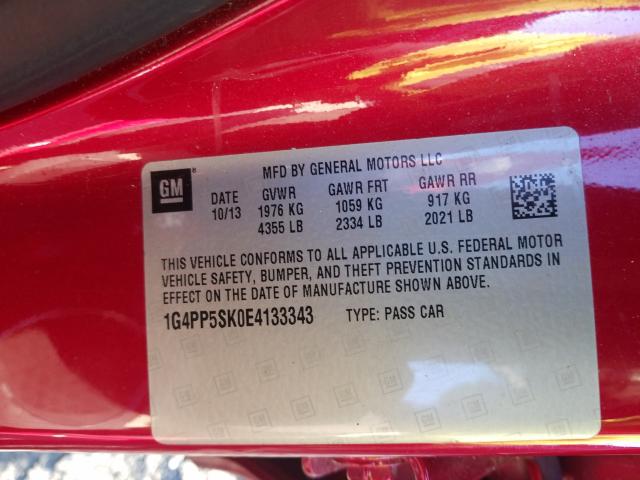 GM
MFD BY GENERAL MOTORS LLC
DATE GVWR GAWR FRT GAWR RR
10/13 1976 KG 1059 KG 917 KG
4355 LB 2334 LB 2021 LB
THIS VEHICLE CONFORMS TO ALL APPLICABLE U.S. FEDERAL MOTOR
VEHICLE SAFETY, BUMPER, AND THEFT PREVENTION STANDARDS IN
EFFECT ON THE DATE OF MANUFACTURE SHOWN ABOVE.
1G4PP5SK0E4133343 TYPE: PASS CAR